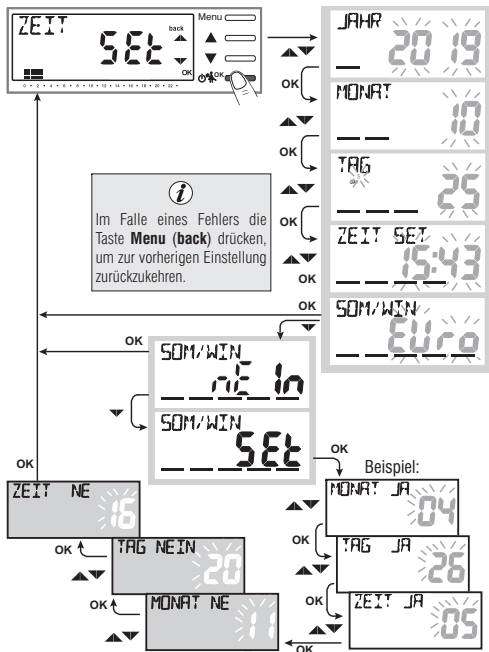 ZEIT
SEt
back
OK
0 · 2 · 4 · 6 · 8 · 10 · 12 · 14 · 16 · 18 · 20 · 22 ·
Menu
OK
JAHR
2019
OK
MONAT
10
OK
TAG
25
OK
ZEIT SET
15:43
OK
OK
SOM/WIN
EUro
i
Im Falle eines Fehlers die
Taste Menu (back) drücken,
um zur vorherigen Einstellung
zurückzukehren.
OK
SOM/WIN
nE In
SOM/WIN
SEt
OK
Beispiel:
MONAT JA
04
OK
TAG JA
26
OK
ZEIT JA
05
OK
MONAT NE
11
OK
TAG NEIN
20
OK
ZEIT NE
16
OK